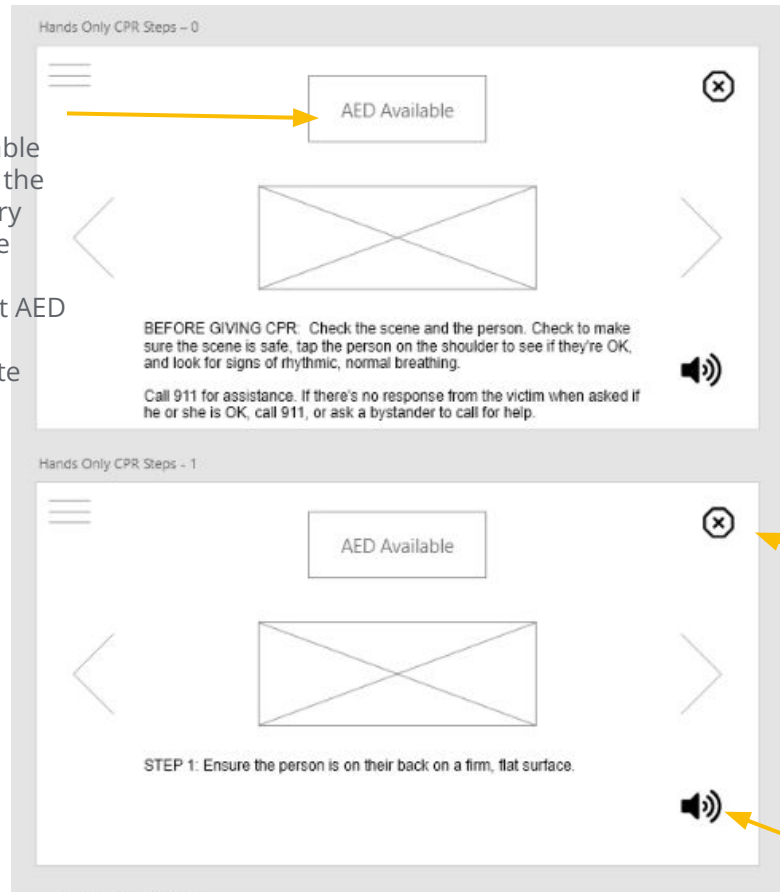 Hands Only CPR Steps – 0
AED Available
the
t AED
BEFORE GIVING CPR: Check the scene and the person. Check to make
sure the scene is safe, tap the person on the shoulder to see if they're OK,
and look for signs of rhythmic, normal breathing.
Call 911 for assistance. If there's no response from the victim when asked if
he or she is OK, call 911, or ask a bystander to call for help.
Hands Only CPR Steps - 1
AED Available
STEP 1: Ensure the person is on their back on a firm, flat surface.